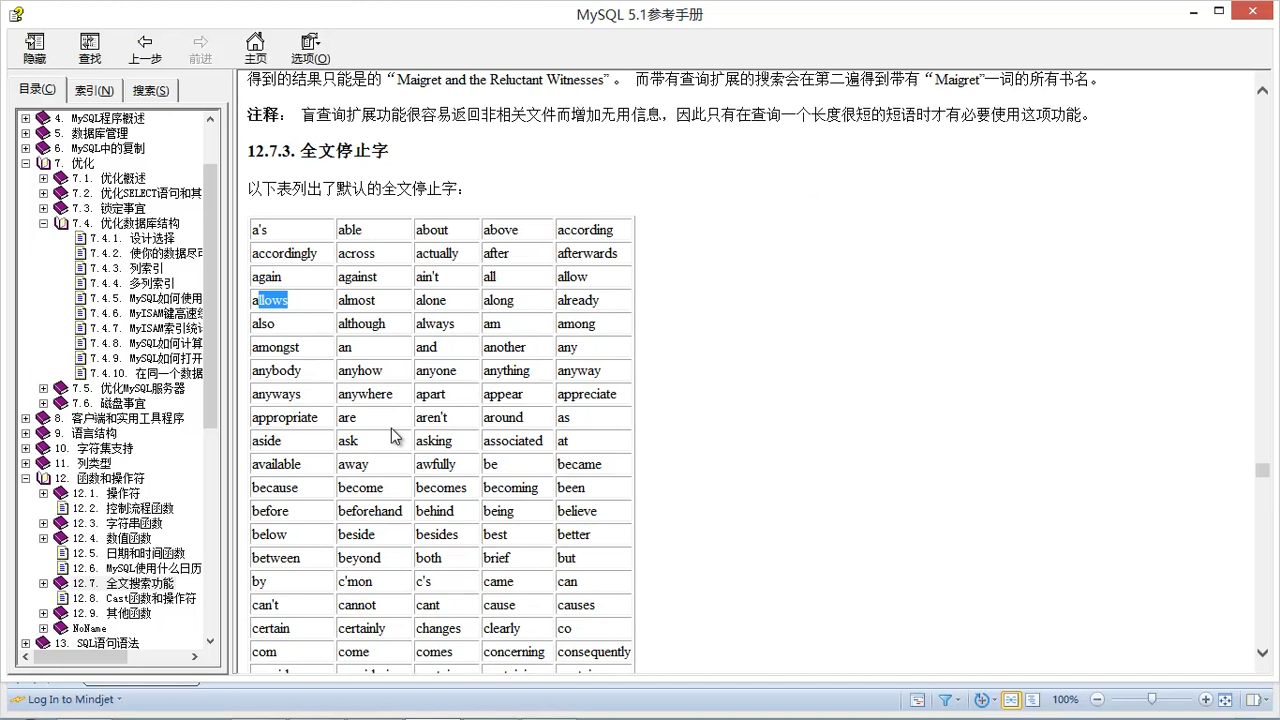 MySQL 5.1参考手册
隐藏 查找 上一步 前进 主页 选项(O)
目录(C) 索引(N) 搜索(S)
4. MySQL程序概述
5. 数据库管理
6. MySQL中的复制
7. 优化
7.1. 优化概述
7.2. 优化SELECT语句和其
7.3. 锁定事宜
7.4. 优化数据库结构
7.4.1. 设计选择
7.4.2. 使你的数据尽可
7.4.3. 列索引
7.4.4. 多列索引
7.4.5. MySQL如何使用
7.4.6. MyISAM键高速缓
7.4.7. MyISAM索引统计
7.4.8. MySQL如何计算
7.4.9. MySQL如何打开
7.4.10. 在同一个数据
7.5. 优化MySQL服务器
7.6. 磁盘事宜
8. 客户端和实用工具程序
9. 语言结构
10. 字符集支持
11. 列类型
12. 函数和操作符
12.1. 操作符
12.2. 控制流程函数
12.3. 字符串函数
12.4. 数值函数
12.5. 日期和时间函数
12.6. MySQL使用什么日历
12.7. 全文搜索功能
12.8. Cast函数和操作符
12.9. 其他函数
NoName
13. SQL语句语法
得到的结果只能是的“Maigret and the Reluctant Witnesses”。 而带有查询扩展的搜索会在第二遍得到带有“Maigret”一词的所有书名。
注释： 盲查询扩展功能很容易返回非相关文件而增加无用信息，因此只有在查询一个长度很短的短语时才有必要使用这项功能。
12.7.3. 全文停止字
以下表列出了默认的全文停止字：
a's able about above according
accordingly across actually after afterwards
again against ain't all allow
allows almost alone along already
also although always am among
amongst an and another any
anybody anyhow anyone anything anyway
anyways anywhere apart appear appreciate
appropriate are aren't around as
aside ask asking associated at
available away awfully be became
because become becomes becoming been
before beforehand behind being believe
below beside besides best better
between beyond both brief but
by c'mon c's came can
can't cannot cant cause causes
certain certainly changes clearly co
com come comes concerning consequently
Log In to Mindjet
100%